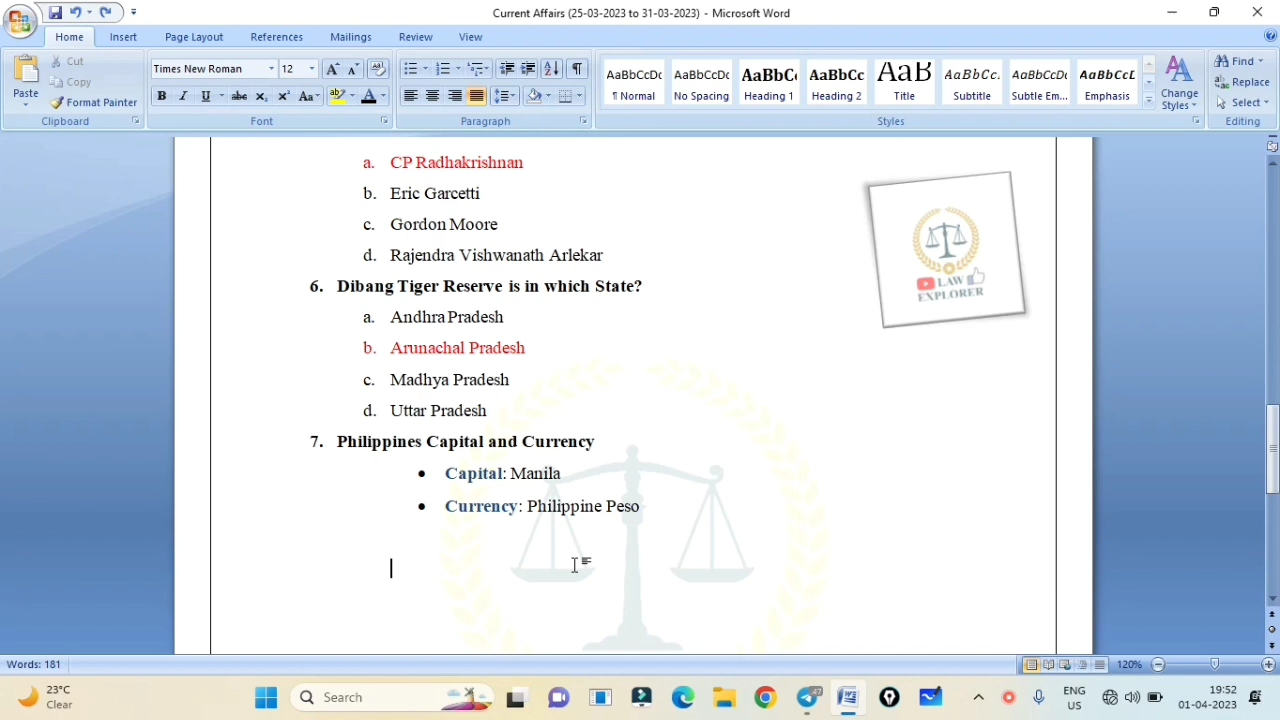 Current Affairs (25-03-2023 to 31-03-2023) - Microsoft Word
Home Insert Page Layout References Mailings Review View
Paste
Cut
Copy
Format Painter
Clipboard
Times New Roman 12
Font
Paragraph
AaBbCcDc AaBbCcDc AaBbC AaBbCc AaB AaBbCc. AaBbCcDc AaBbCcL
¶ Normal No Spacing Heading 1 Heading 2 Title Subtitle Subtle Em... Emphasis
Change Styles
Styles
Find
Replace
Select
Editing
a. CP Radhakrishnan
b. Eric Garcetti
c. Gordon Moore
d. Rajendra Vishwanath Arlekar
6. Dibang Tiger Reserve is in which State?
a. Andhra Pradesh
b. Arunachal Pradesh
c. Madhya Pradesh
d. Uttar Pradesh
7. Philippines Capital and Currency
• Capital: Manila
• Currency: Philippine Peso
LAW
EXPLORER
Words: 181
120%
23°C
Clear
Search
47
ENG
US
19:52
01-04-2023